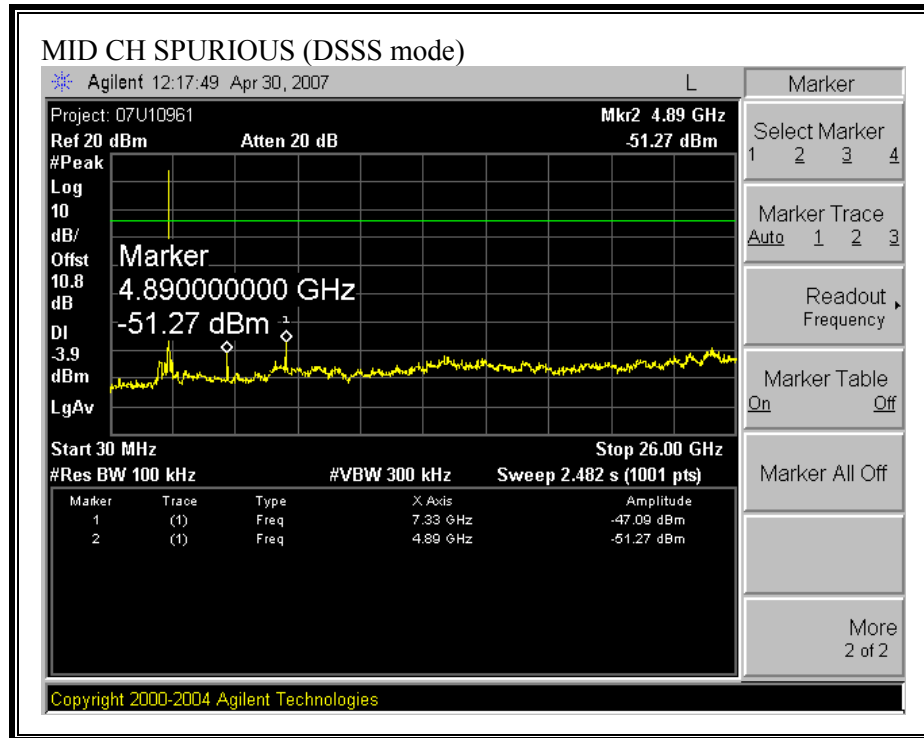 MID CH SPURIOUS (DSSS mode)
Agilent 12:17:49 Apr 30, 2007 L
Project: 07U10961 Mkr2 4.89 GHz
Ref 20 dBm Atten 20 dB -51.27 dBm
#Peak
Log
10
dB/
Offst
10.8
dB
DI
-3.9
dBm
LgAv
Marker
4.890000000 GHz
-51.27 dBm
1
Start 30 MHz Stop 26.00 GHz
#Res BW 100 kHz #VBW 300 kHz Sweep 2.482 s (1001 pts)
Marker Trace Type X Axis Amplitude
1 (1) Freq 7.33 GHz -47.09 dBm
2 (1) Freq 4.89 GHz -51.27 dBm
Copyright 2000-2004 Agilent Technologies
Marker
Select Marker
1 2 3 4
Marker Trace
Auto 1 2 3
Readout
Frequency
Marker Table
On Off
Marker All Off
More
2 of 2